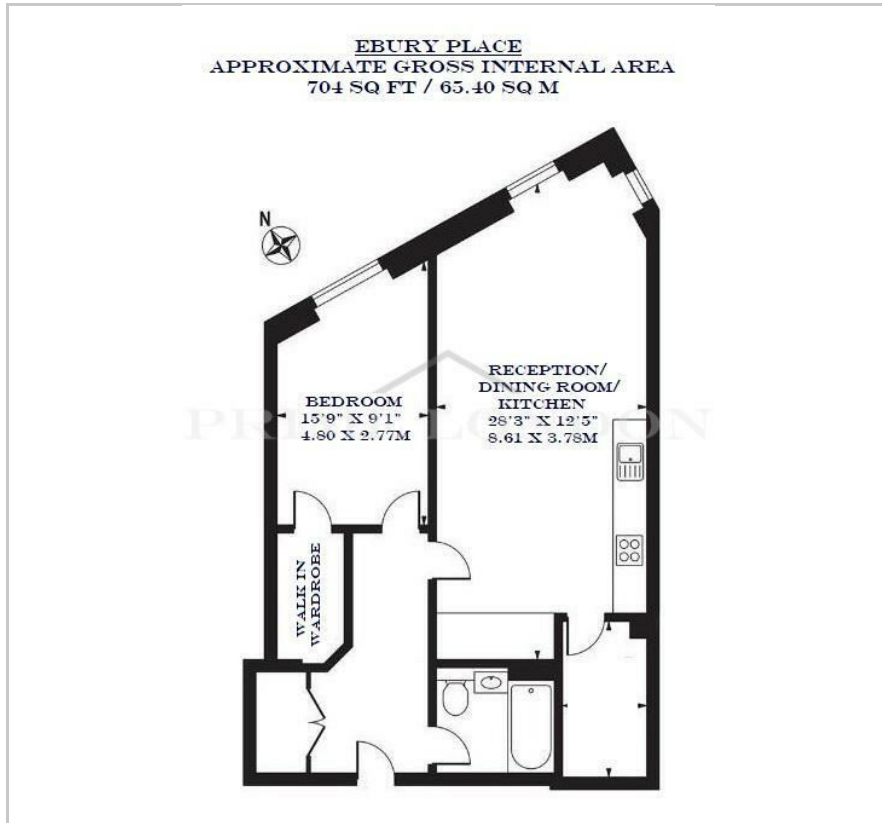 EBURY PLACE
APPROXIMATE GROSS INTERNAL AREA
704 SQ FT / 65.40 SQ M
N
RECEPTION/
DINING ROOM/
KITCHEN
28'3" X 12'5"
8.61 X 3.78M
BEDROOM
15'9" X 9'1"
4.80 X 2.77M
WALK IN
WARDROBE